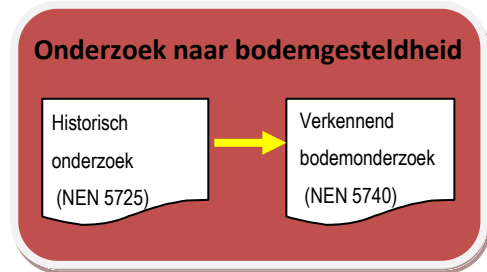 Onderzoek naar bodemgesteldheid
Historisch
onderzoek
(NEN 5725)
Verkennend
bodemonderzoek
(NEN 5740)